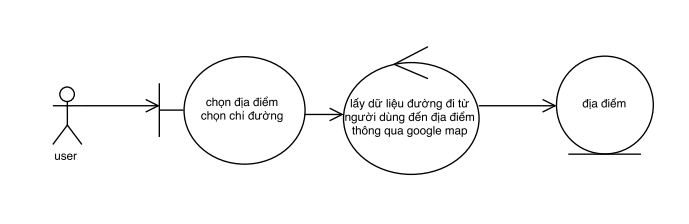 user
chọn địa điểm
chọn chỉ đường
lấy dữ liệu đường đi từ
người dùng đến địa điểm
thông qua google map
địa điểm